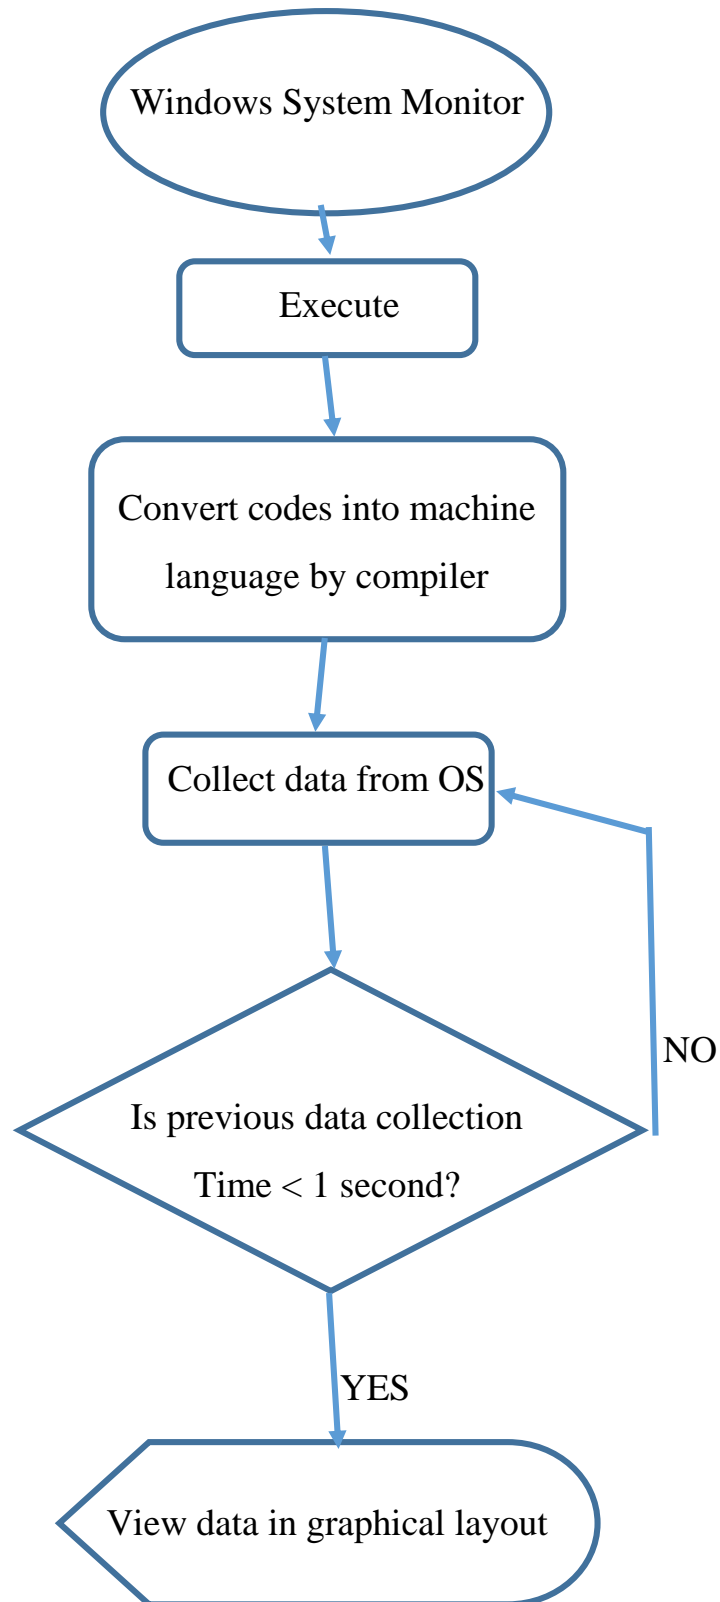 Windows System Monitor
Execute
Convert codes into machine
language by compiler
Collect data from OS
NO
Is previous data collection
Time < 1 second?
YES
View data in graphical layout